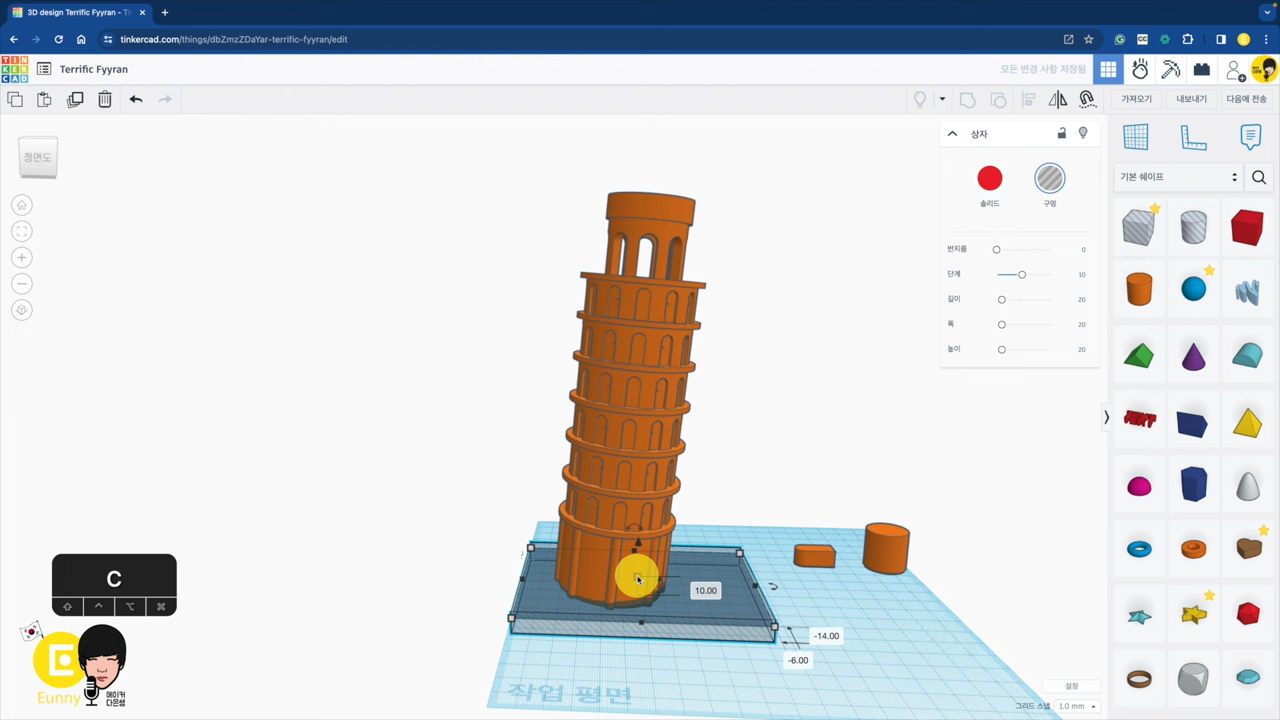 3D design Terrific Fyyran - Ti
tinkercad.com/things/dbZmzZDaYar-terrific-fyyran/edit
TIN
KER
CAD
Terrific Fyyran
모든 변경 사항 저장됨
가져오기
내보내기
다음에 전송
정면도
상자
솔리드
구멍
반지름
0
단계
10
길이
20
폭
20
높이
20
기본 쉐이프
10.00
-14.00
-6.00
작업 평면
설정
그리드 스냅
1.0 mm
C
Eunny
메이커
다은쌤